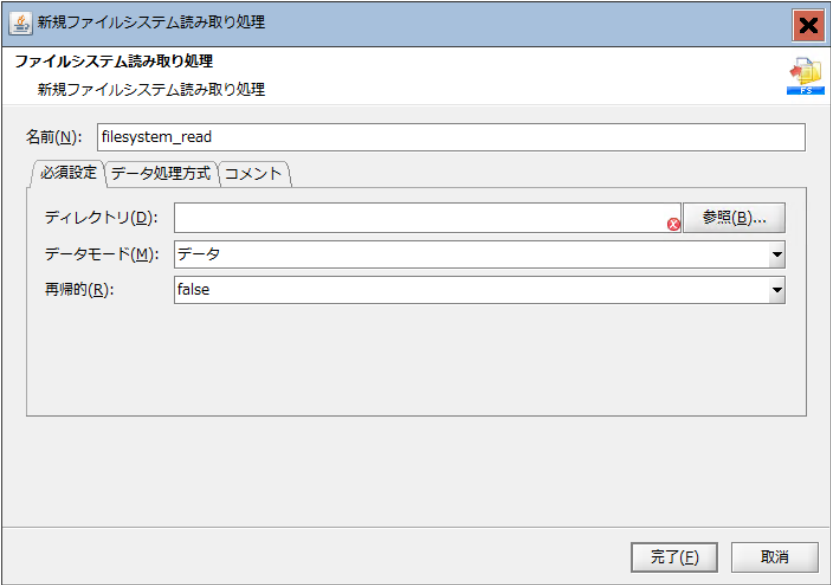 新規ファイルシステム読み取り処理
ファイルシステム読み取り処理
新規ファイルシステム読み取り処理
FS
名前(N): filesystem_read
必須設定 データ処理方式 コメント
ディレクトリ(D): 参照(B)...
データモード(M): データ
再帰的(R): false
完了(F) 取消